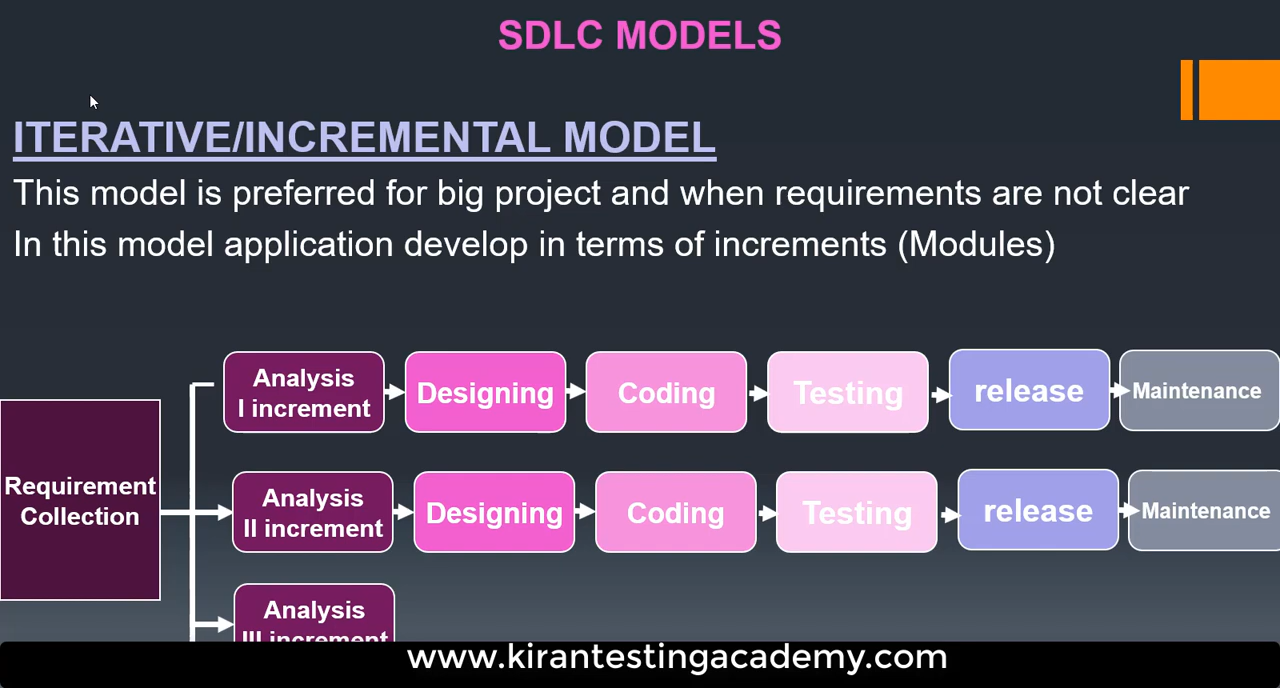 SDLC MODELS
ITERATIVE/INCREMENTAL MODEL
This model is preferred for big project and when requirements are not clear
In this model application develop in terms of increments (Modules)
Requirement
Collection
Analysis
I increment
Designing
Coding
Testing
release
Maintenance
Analysis
II increment
Designing
Coding
Testing
release
Maintenance
Analysis
III increment
www.kirantestingacademy.com